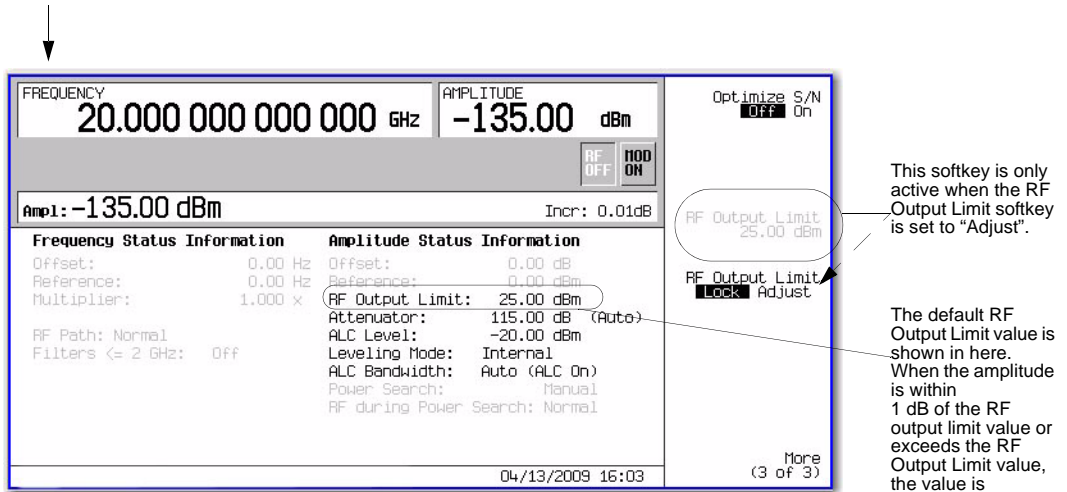 FREQUENCY
20.000 000 000 000 GHz
AMPLITUDE
-135.00 dBm
RF OFF
MOD ON
Ampl: -135.00 dBm
Incr: 0.01dB
Frequency Status Information
Offset: 0.00 Hz
Reference: 0.00 Hz
Multiplier: 1.000 x
RF Path: Normal
Filters <= 2 GHz: Off
Amplitude Status Information
Offset: 0.00 dB
Reference: 0.00 dBm
RF Output Limit: 25.00 dBm
Attenuator: 115.00 dB (Auto)
ALC Level: -20.00 dBm
Leveling Mode: Internal
ALC Bandwidth: Auto (ALC On)
Power Search: Manual
RF during Power Search: Normal
04/13/2009 16:03
Optimize S/N
Off On
RF Output Limit
25.00 dBm
RF Output Limit
Lock Adjust
More
(3 of 3)
This softkey is only
active when the RF
Output Limit softkey
is set to “Adjust”.
The default RF
Output Limit value is
shown in here.
When the amplitude
is within
1 dB of the RF
output limit value or
exceeds the RF
Output Limit value,
the value is